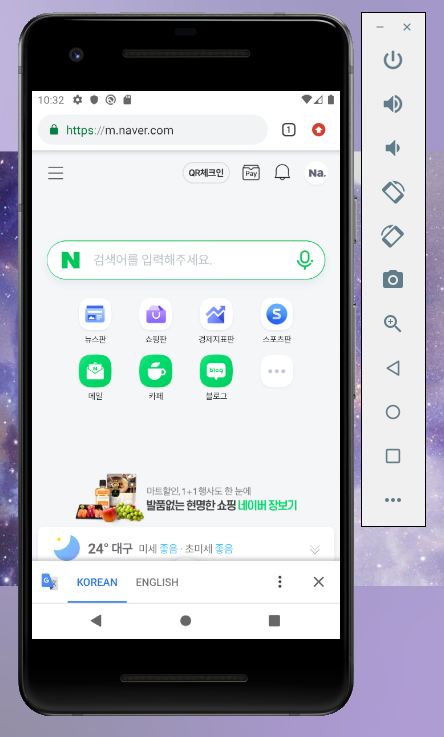 10:32
https://m.naver.com
1
QR체크인
Pay
Na.
N
검색어를 입력해주세요.
뉴스판
쇼핑판
경제지표판
스포츠판
메일
카페
blog
블로그
마트할인, 1+1행사도 한 눈에
발품없는 현명한 쇼핑 네이버 장보기
24° 대구 미세 좋음 · 초미세 좋음
KOREAN
ENGLISH